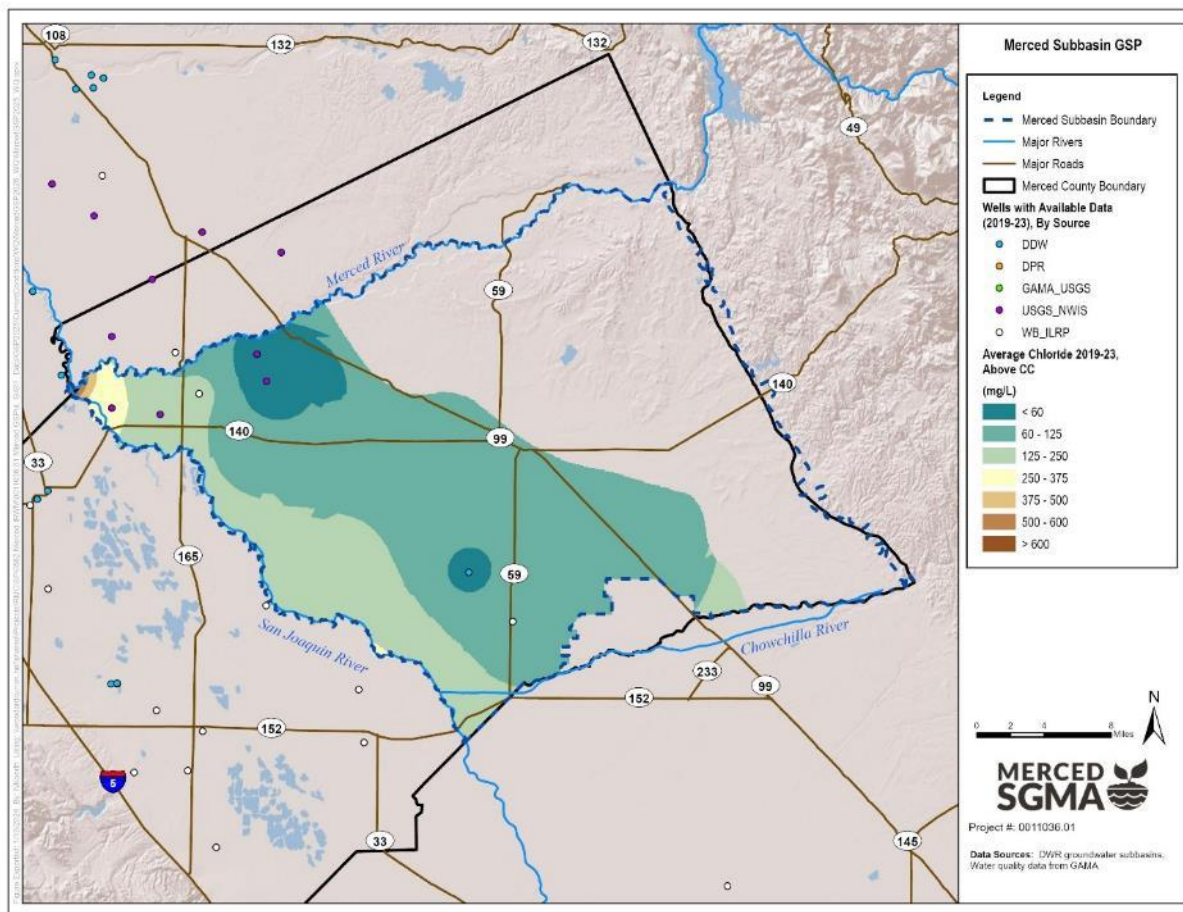 108
132
132
49
Merced River
59
140
140
99
33
165
59
San Joaquin River
Chowchilla River
233
152
99
152
5
33
145
Merced Subbasin GSP
Legend
Merced Subbasin Boundary
Major Rivers
Major Roads
Merced County Boundary
Wells with Available Data
(2019-23), By Source
DDW
DPR
GAMA_USGS
USGS_NWIS
WB_ILRP
Average Chloride 2019-23,
Above CC
(mg/L)
< 60
60 - 125
125 - 250
250 - 375
375 - 500
500 - 600
> 600
N
0 2 4 8
Miles
MERCED
SGMA
Project #: 0011036.01
Data Sources: DWR groundwater subbasins;
Water quality data from GAMA